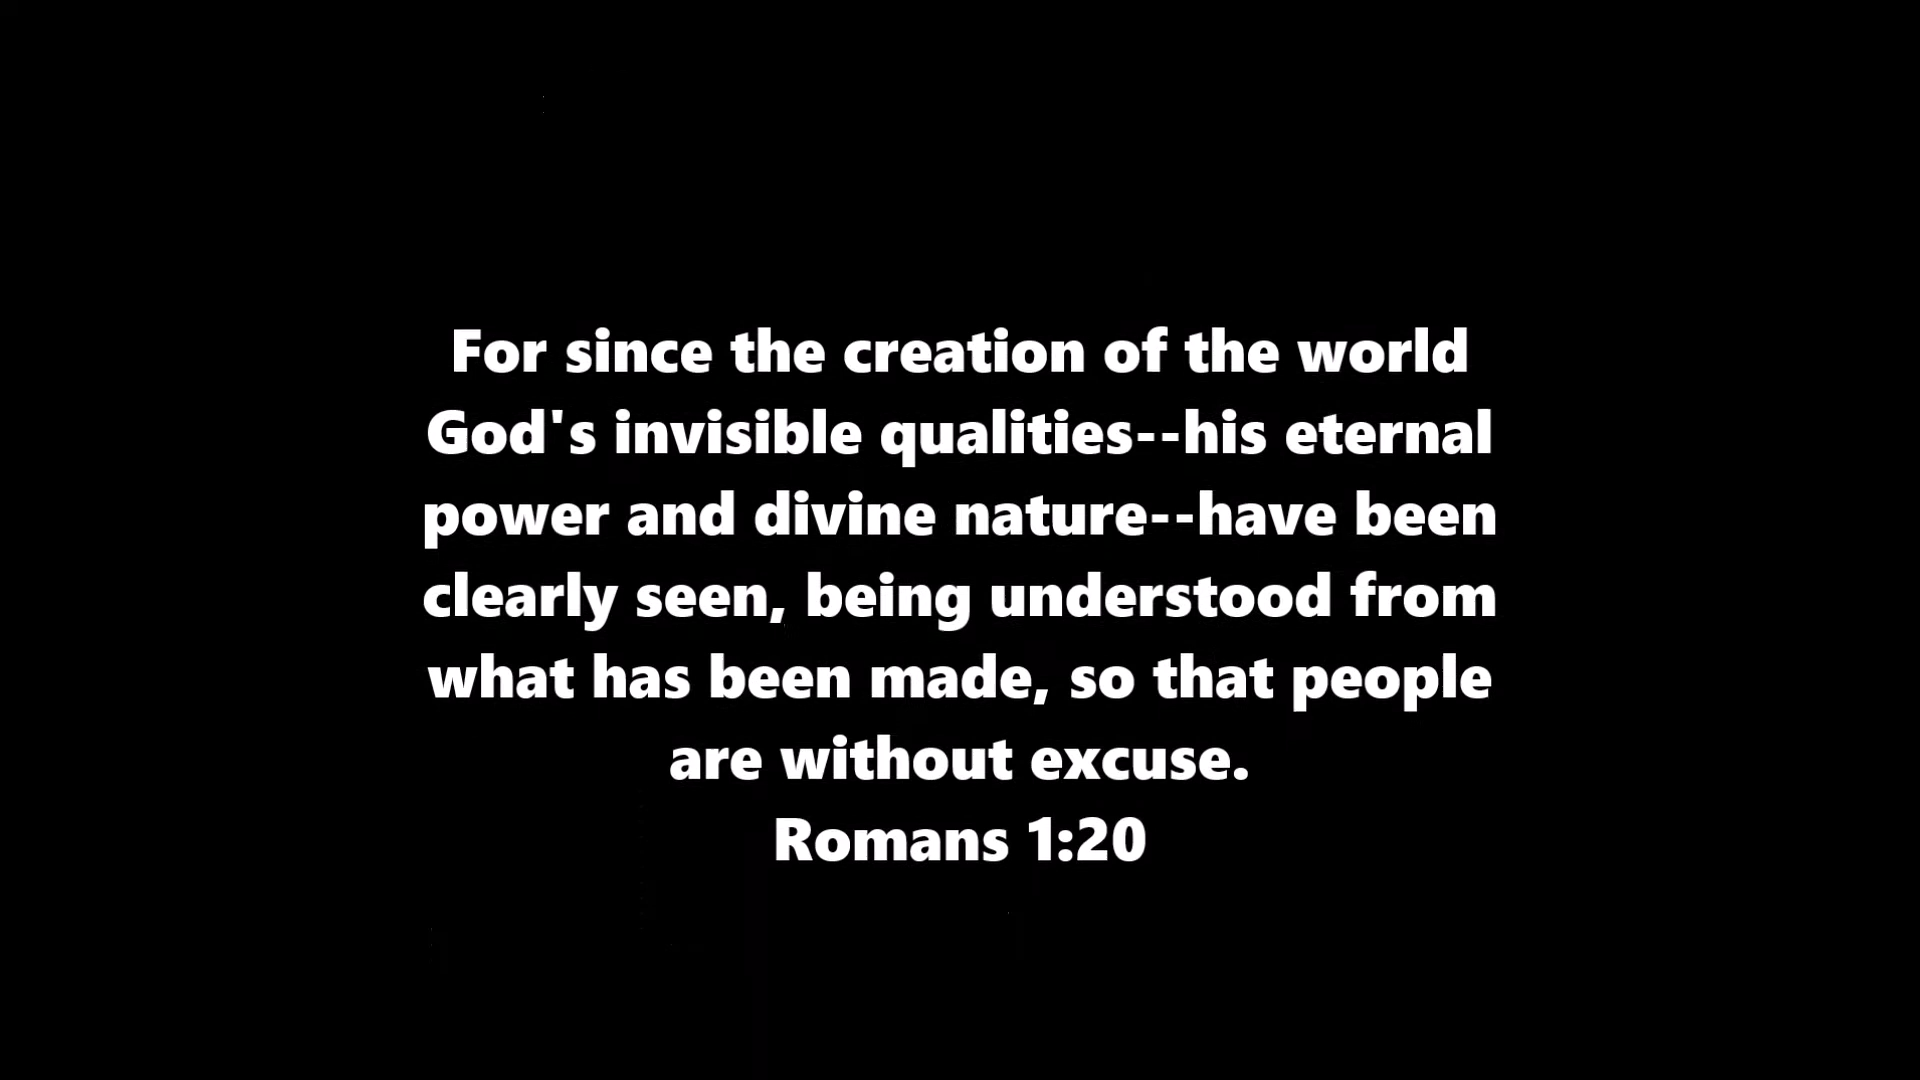 For since the creation of the world
God's invisible qualities--his eternal
power and divine nature--have been
clearly seen, being understood from
what has been made, so that people
are without excuse.
Romans 1:20